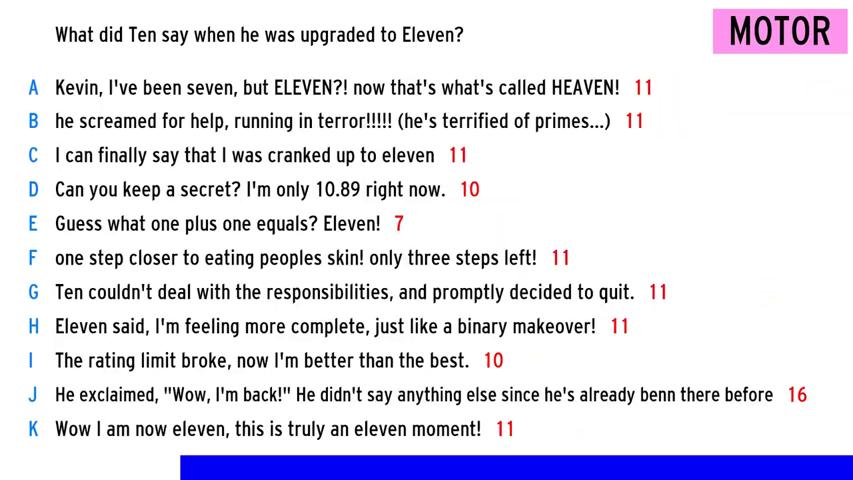 What did Ten say when he was upgraded to Eleven?
MOTOR
A Kevin, I've been seven, but ELEVEN?! now that's what's called HEAVEN! 11
B he screamed for help, running in terror!!!!! (he's terrified of primes...) 11
C I can finally say that I was cranked up to eleven 11
D Can you keep a secret? I'm only 10.89 right now. 10
E Guess what one plus one equals? Eleven! 7
F one step closer to eating peoples skin! only three steps left! 11
G Ten couldn't deal with the responsibilities, and promptly decided to quit. 11
H Eleven said, I'm feeling more complete, just like a binary makeover! 11
I The rating limit broke, now I'm better than the best. 10
J He exclaimed, "Wow, I'm back!" He didn't say anything else since he's already benn there before 16
K Wow I am now eleven, this is truly an eleven moment! 11